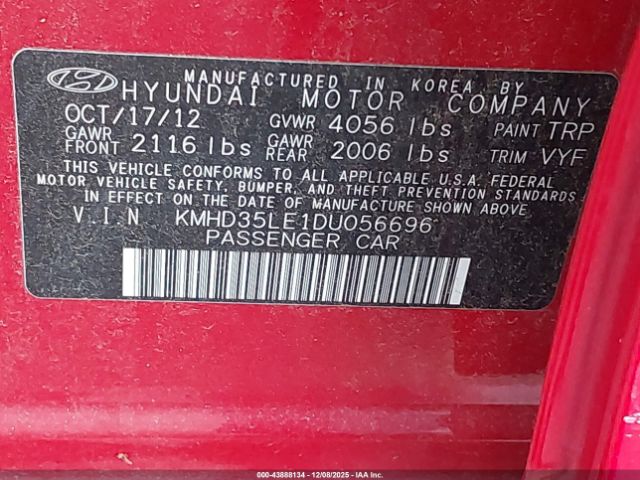 MANUFACTURED IN KOREA BY
HYUNDAI MOTOR COMPANY
OCT/17/12 GVWR 4056 lbs PAINT TRP
GAWR FRONT 2116 lbs GAWR REAR 2006 lbs TRIM VYF
THIS VEHICLE CONFORMS TO ALL APPLICABLE U.S.A. FEDERAL
MOTOR VEHICLE SAFETY, BUMPER, AND THEFT PREVENTION STANDARDS
IN EFFECT ON THE DATE OF MANUFACTURE SHOWN ABOVE.
V.I.N KMHD35LE1DU056696
PASSENGER CAR
000-43888134 | 12/08/2025 - IAA Inc.